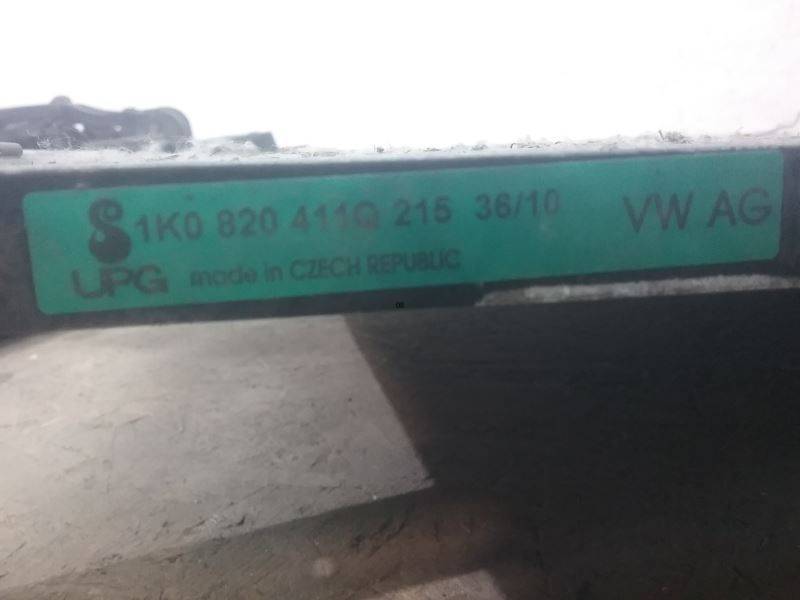 1K0 820 411Q 215 36/10 VW AG
UPG made in CZECH REPUBLIC